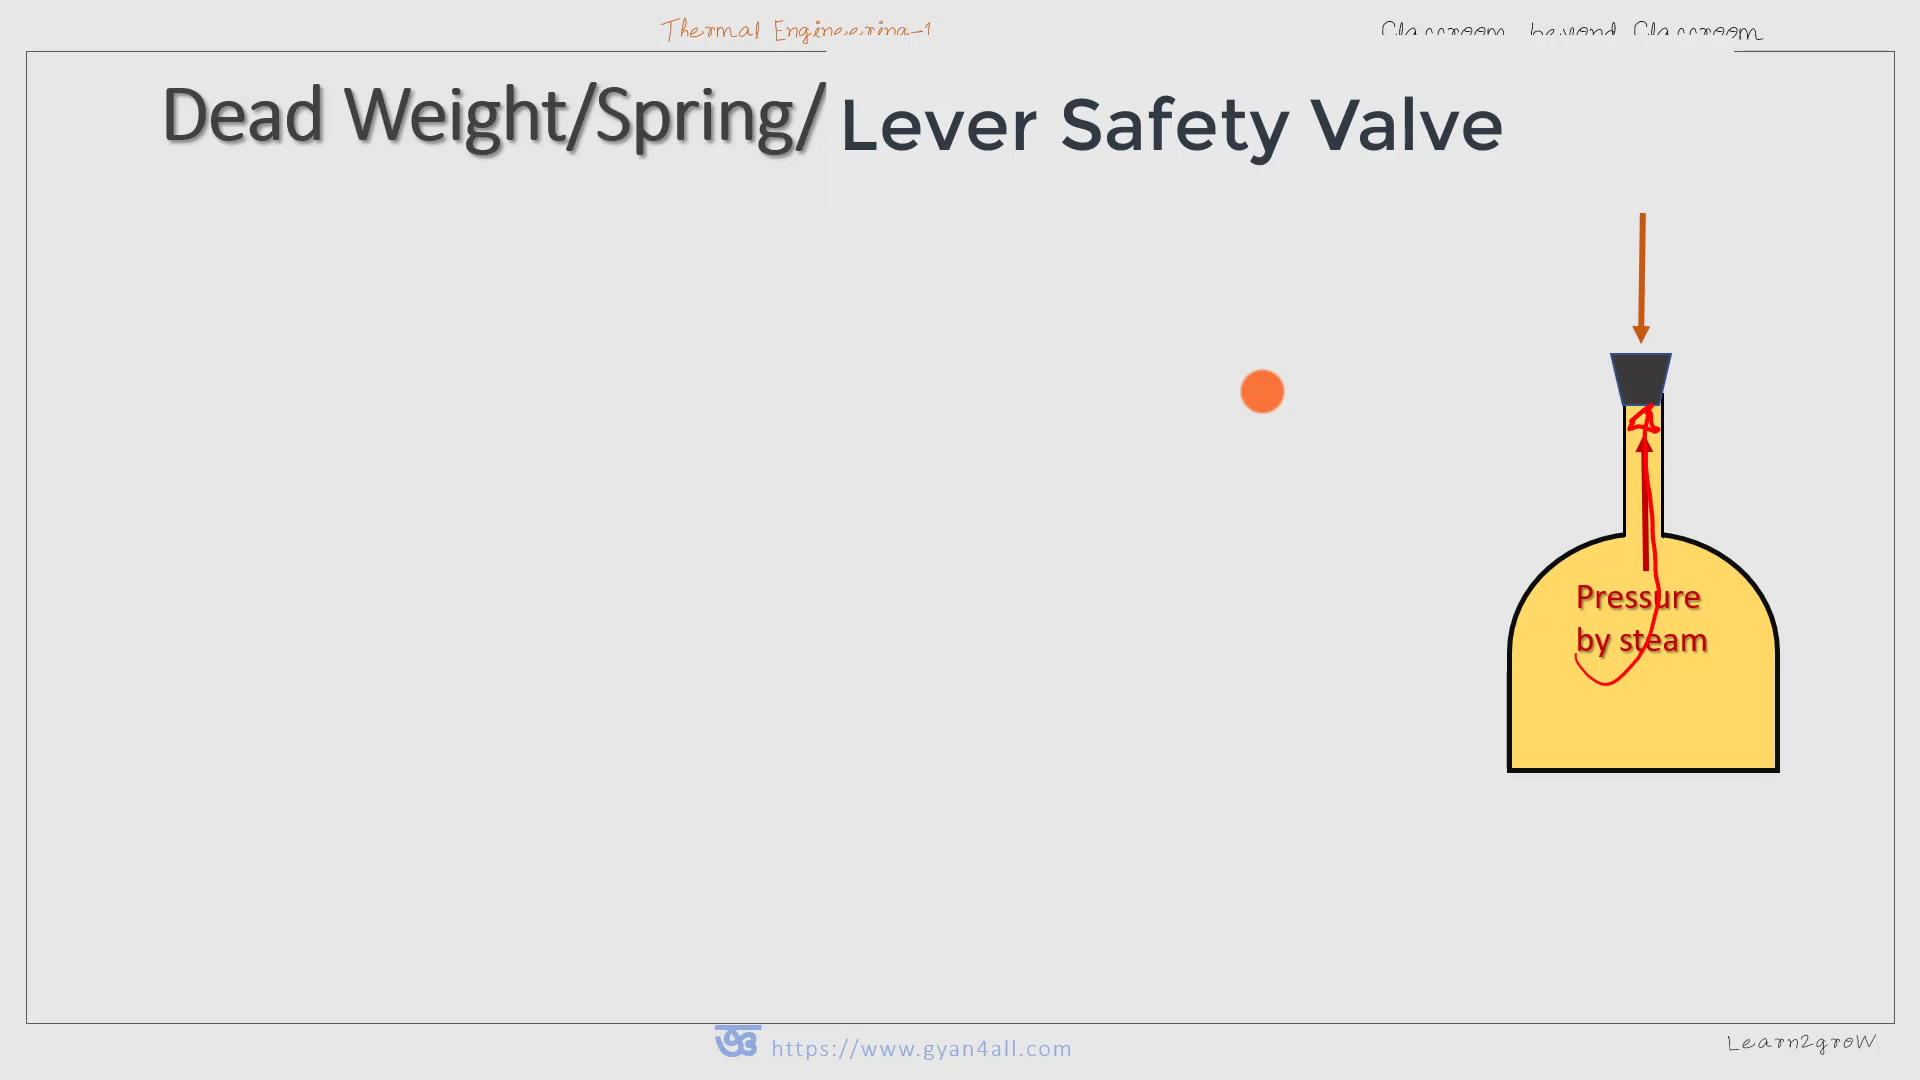 Thermal Engineering-1
Classroom beyond Classroom
Dead Weight/Spring/ Lever Safety Valve
Pressure
by steam
https://www.gyan4all.com
Learn2groW